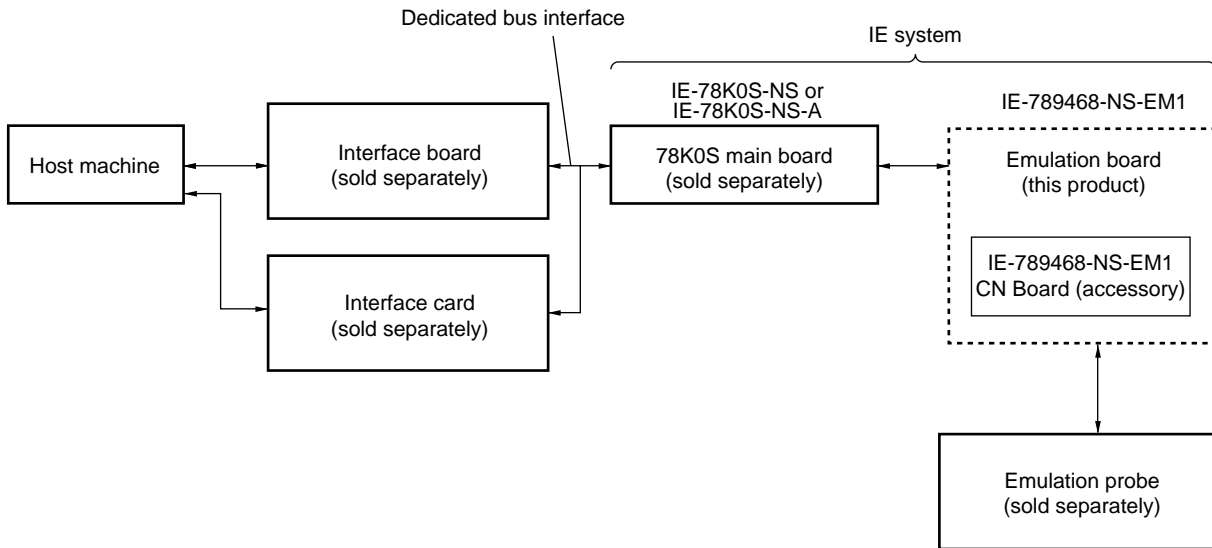 Dedicated bus interface
IE system
IE-78K0S-NS or
IE-78K0S-NS-A
IE-789468-NS-EM1
Host machine
Interface board
(sold separately)
78K0S main board
(sold separately)
Emulation board
(this product)
IE-789468-NS-EM1
CN Board (accessory)
Interface card
(sold separately)
Emulation probe
(sold separately)